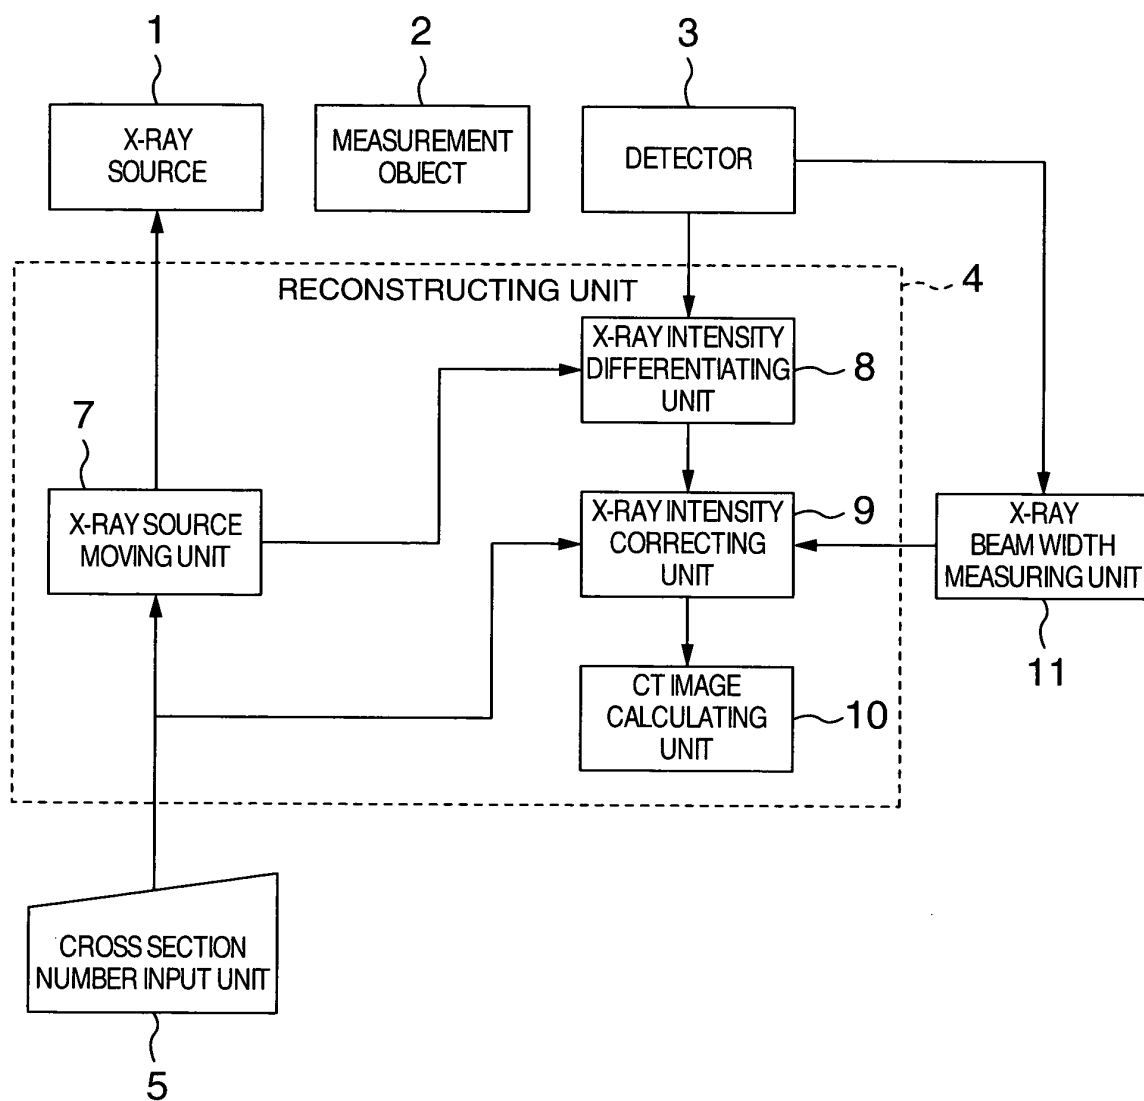 1
2
3
X-RAY
SOURCE
MEASUREMENT
OBJECT
DETECTOR
RECONSTRUCTING UNIT
4
X-RAY INTENSITY
DIFFERENTIATING
UNIT
8
7
X-RAY SOURCE
MOVING UNIT
X-RAY INTENSITY
CORRECTING
UNIT
9
X-RAY
BEAM WIDTH
MEASURING UNIT
11
CT IMAGE
CALCULATING
UNIT
10
CROSS SECTION
NUMBER INPUT UNIT
5